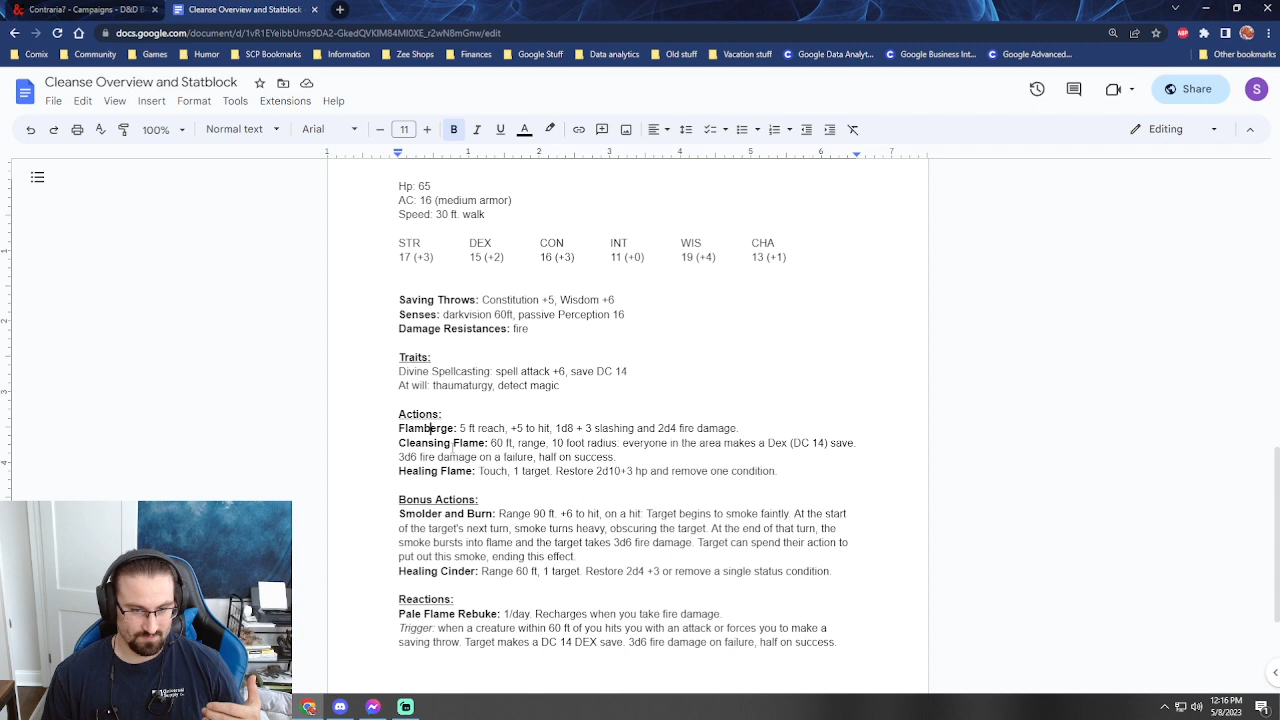 Contraria? - Campaigns - D&D B
Cleanse Overview and Statblock
docs.google.com/document/d/1vR1EYeibbUms9DA2-GkedQVKIM84MI0XE_r2wN8mGnw/edit
Comix Funding Humor SCP Bookmarks Zee Shops Information Google Stuff Data analytics Old stuff Vacation stuff Google Data Analyt... Google Business Int... Google Advanced... Other bookmarks
Cleanse Overview and Statblock
File Edit View Insert Format Tools Extensions Help
Share
S
100% Normal text Arial 11 B I U A Editing
1 1 2 3 4 5 6 7
Hp: 65
AC: 16 (medium armor)
Speed: 30 ft. walk
STR DEX CON INT WIS CHA
17 (+3) 15 (+2) 16 (+3) 11 (+0) 19 (+4) 13 (+1)
Saving Throws: Constitution +5, Wisdom +6
Senses: darkvision 60ft, passive Perception 16
Damage Resistances: fire
Traits:
Divine Spellcasting: spell attack +6, save DC 14
At will: thaumaturgy, detect magic
Actions:
Flamberge: 5 ft reach, +5 to hit, 1d8 + 3 slashing and 2d4 fire damage.
Cleansing Flame: 60 ft, range, 10 foot radius: everyone in the area makes a Dex (DC 14) save.
3d6 fire damage on a failure, half on success.
Healing Flame: Touch, 1 target. Restore 2d10+3 hp and remove one condition.
Bonus Actions:
Smolder and Burn: Range 90 ft. +6 to hit, on a hit: Target begins to smoke faintly. At the start
of the target's next turn, smoke turns heavy, obscuring the target. At the end of that turn, the
smoke bursts into flame and the target takes 3d6 fire damage. Target can spend their action to
put out this smoke, ending this effect.
Healing Cinder: Range 60 ft, 1 target. Restore 2d4 +3 or remove a single status condition.
Reactions:
Pale Flame Rebuke: 1/day. Recharges when you take fire damage.
Trigger: when a creature within 60 ft of you hits you with an attack or forces you to make a
saving throw. Target makes a DC 14 DEX save. 3d6 fire damage on failure, half on success.
Universal
Supply Co
12:16 PM
5/8/2023